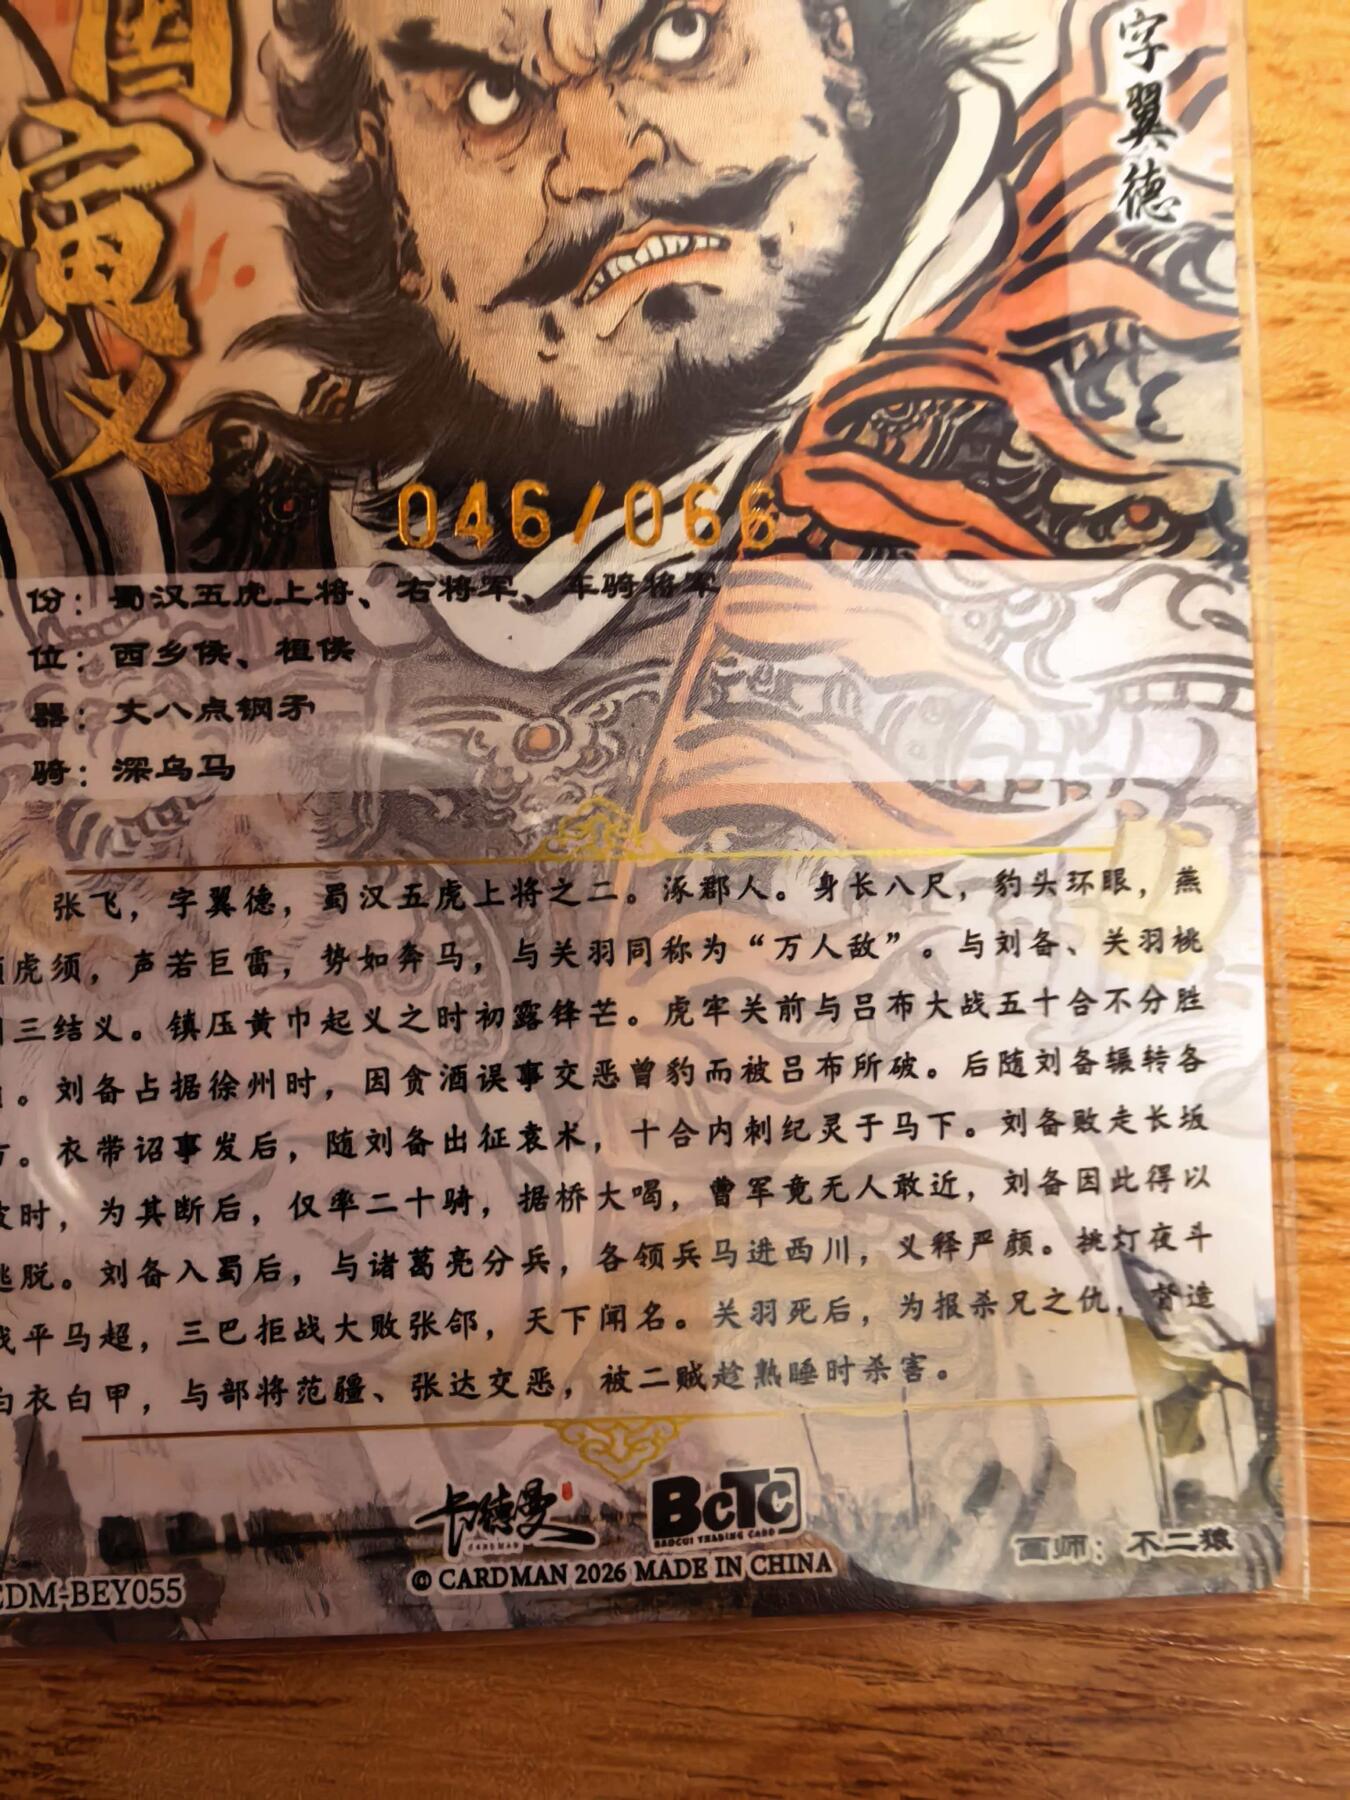 国
演
义
字翼德
046/066
份：蜀汉五虎上将、右将军、车骑将军
位：西乡侯、桓侯
器：丈八点钢矛
骑：深乌马
张飞，字翼德，蜀汉五虎上将之二。涿郡人。身长八尺，豹头环眼，燕
虎须，声若巨雷，势如奔马，与关羽同称为“万人敌”。与刘备、关羽桃
三结义。镇压黄巾起义之时初露锋芒。虎牢关前与吕布大战五十合不分胜
。刘备占据徐州时，因贪酒误事交恶曾豹而被吕布所破。后随刘备辗转各
。衣带诏事发后，随刘备出征袁术，十合内刺纪灵于马下。刘备败走长坂
时，为其断后，仅率二十骑，据桥大喝，曹军竟无人敢近，刘备因此得以
逃脱。刘备入蜀后，与诸葛亮分兵，各领兵马进西川，义释严颜。挑灯夜斗
战平马超，三巴拒战大败张郃，天下闻名。关羽死后，为报杀兄之仇，督造
白衣白甲，与部将范疆、张达交恶，被二贼趁熟睡时杀害。
卡德曼
CARDMAN
BCTC
BAOCUI TRADING CARD
画师：不二猿
CDM-BEY055
© CARDMAN 2026 MADE IN CHINA